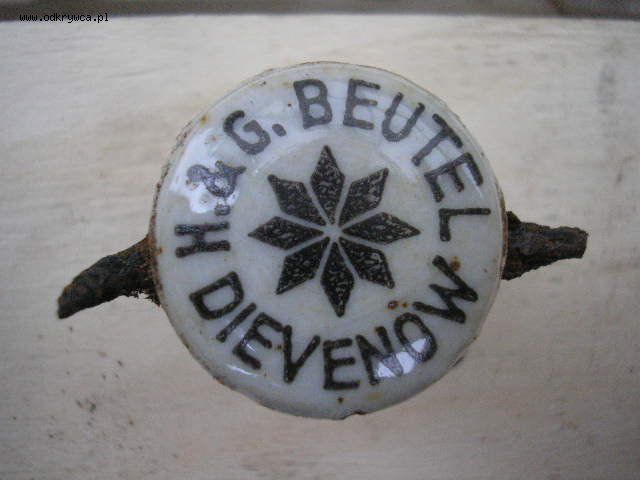 www.odkrywca.pl
H. & G. BEUTEL
DIEVENOW